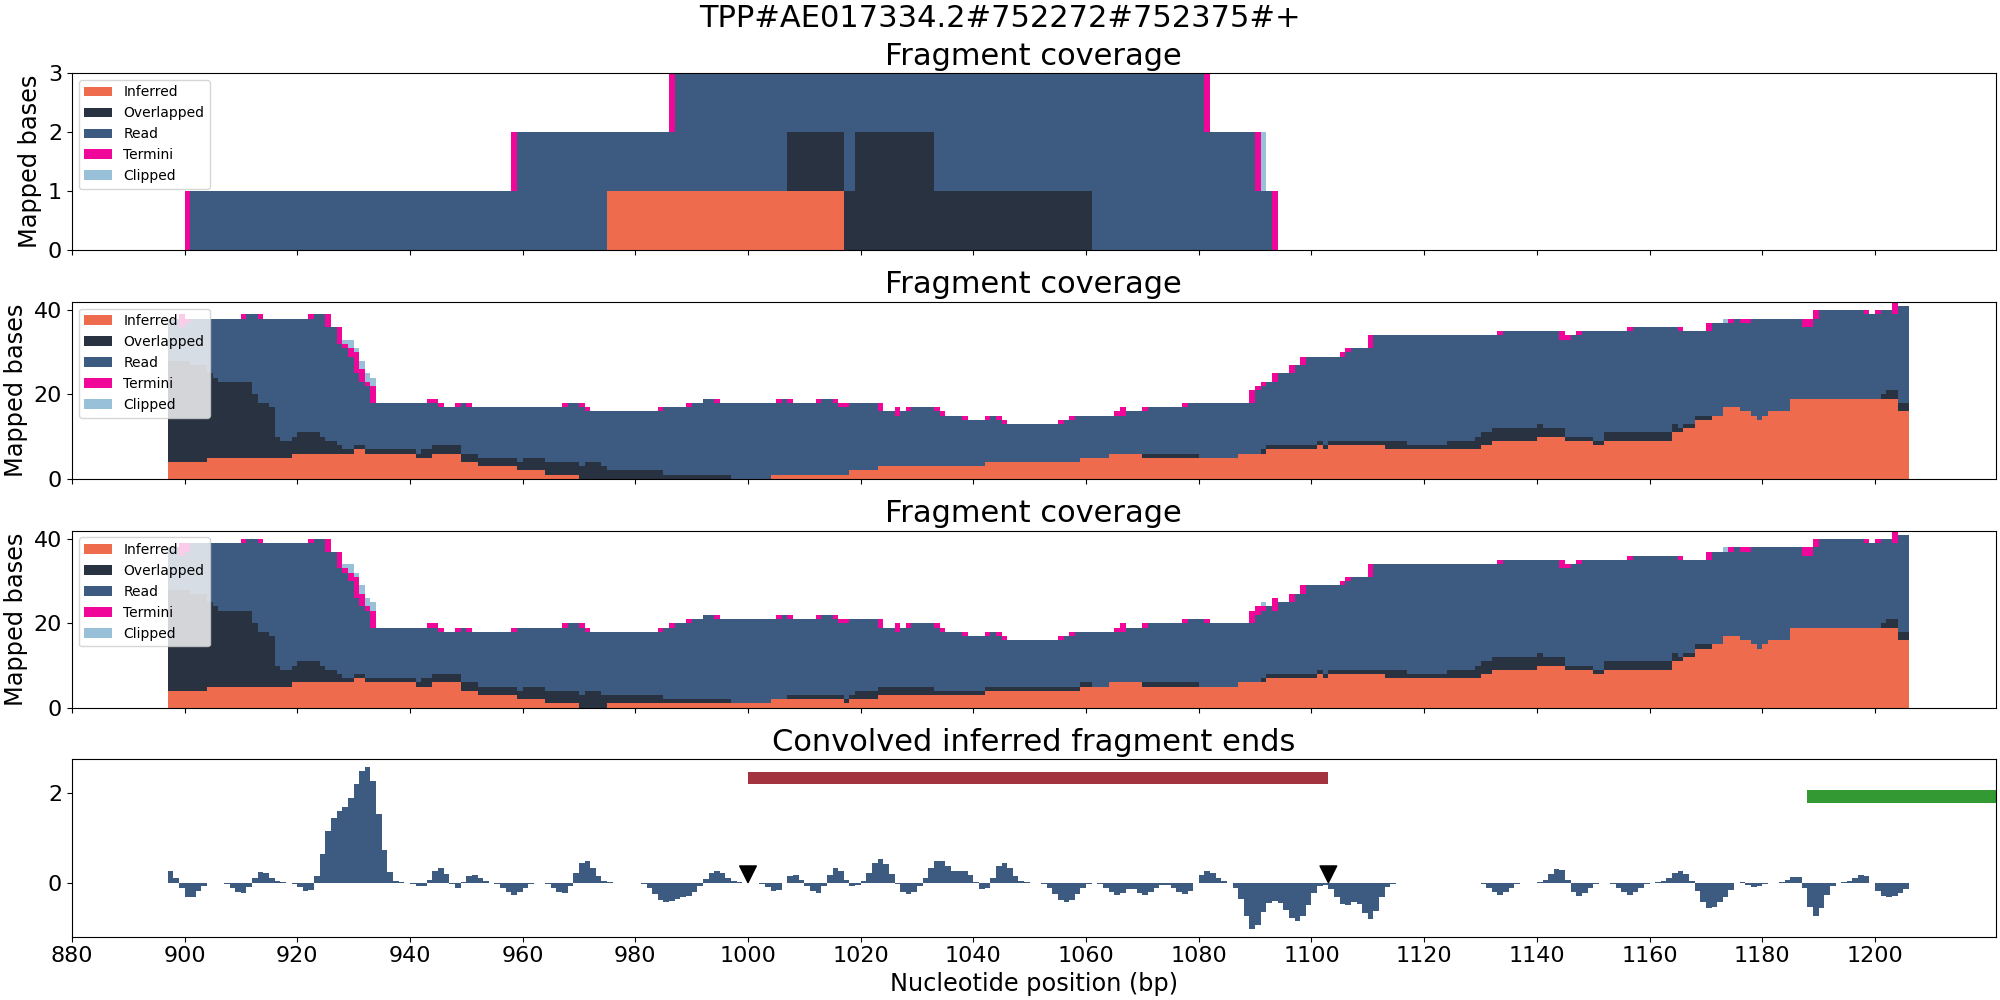 TPP#AE017334.2#752272#752375#+
Fragment coverage
Mapped bases
3
2
1
0
Inferred
Overlapped
Read
Termini
Clipped
Fragment coverage
Mapped bases
40
20
0
Inferred
Overlapped
Read
Termini
Clipped
Fragment coverage
Mapped bases
40
20
0
Inferred
Overlapped
Read
Termini
Clipped
Convolved inferred fragment ends
2
0
880 900 920 940 960 980 1000 1020 1040 1060 1080 1100 1120 1140 1160 1180 1200
Nucleotide position (bp)